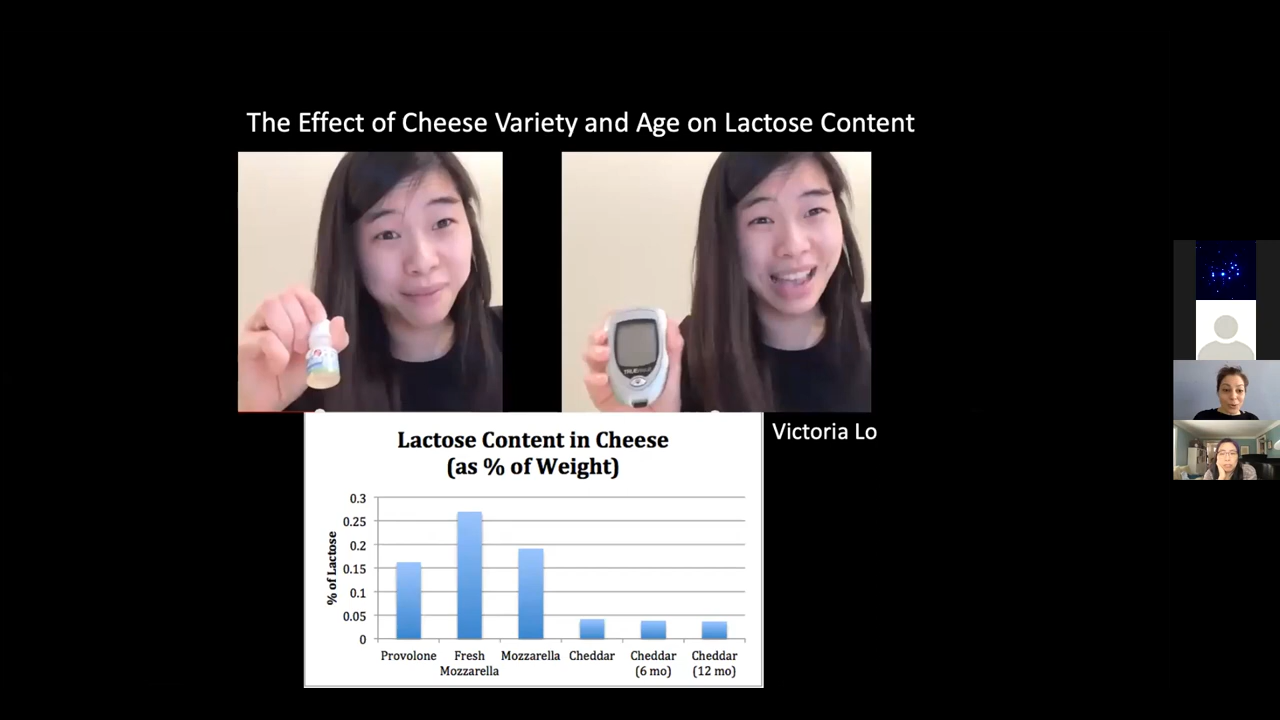 The Effect of Cheese Variety and Age on Lactose Content
Victoria Lo
Lactose Content in Cheese
(as % of Weight)
% of Lactose
0.3
0.25
0.2
0.15
0.1
0.05
0
Provolone
Fresh
Mozzarella
Mozzarella
Cheddar
Cheddar
(6 mo)
Cheddar
(12 mo)